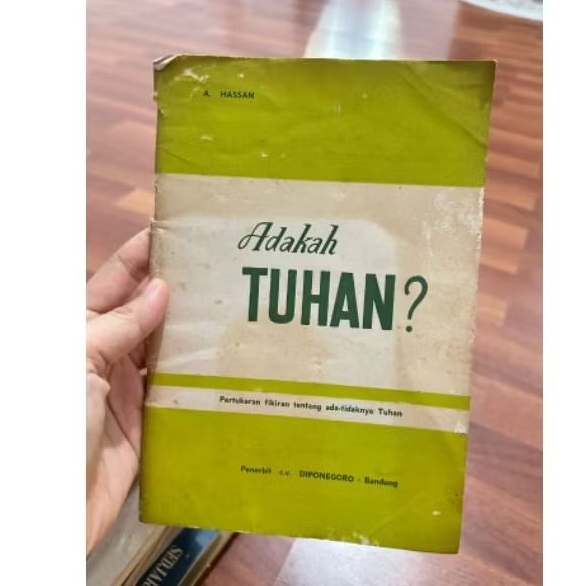 A. HASSAN
Adakah
TUHAN?
Pertukaran fikiran tentang ada-tidaknya Tuhan
Penerbit c.v. DIPONEGORO - Bandung